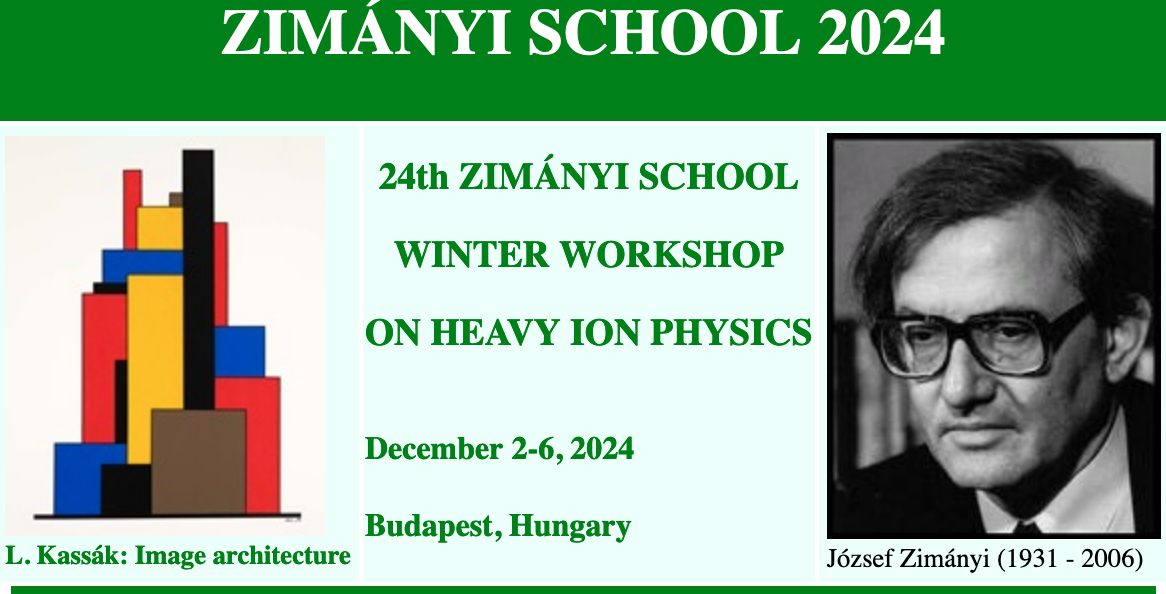 ZIMÁNYI SCHOOL 2024
24th ZIMÁNYI SCHOOL
WINTER WORKSHOP
ON HEAVY ION PHYSICS
December 2-6, 2024
Budapest, Hungary
L. Kassák: Image architecture
József Zimányi (1931 - 2006)